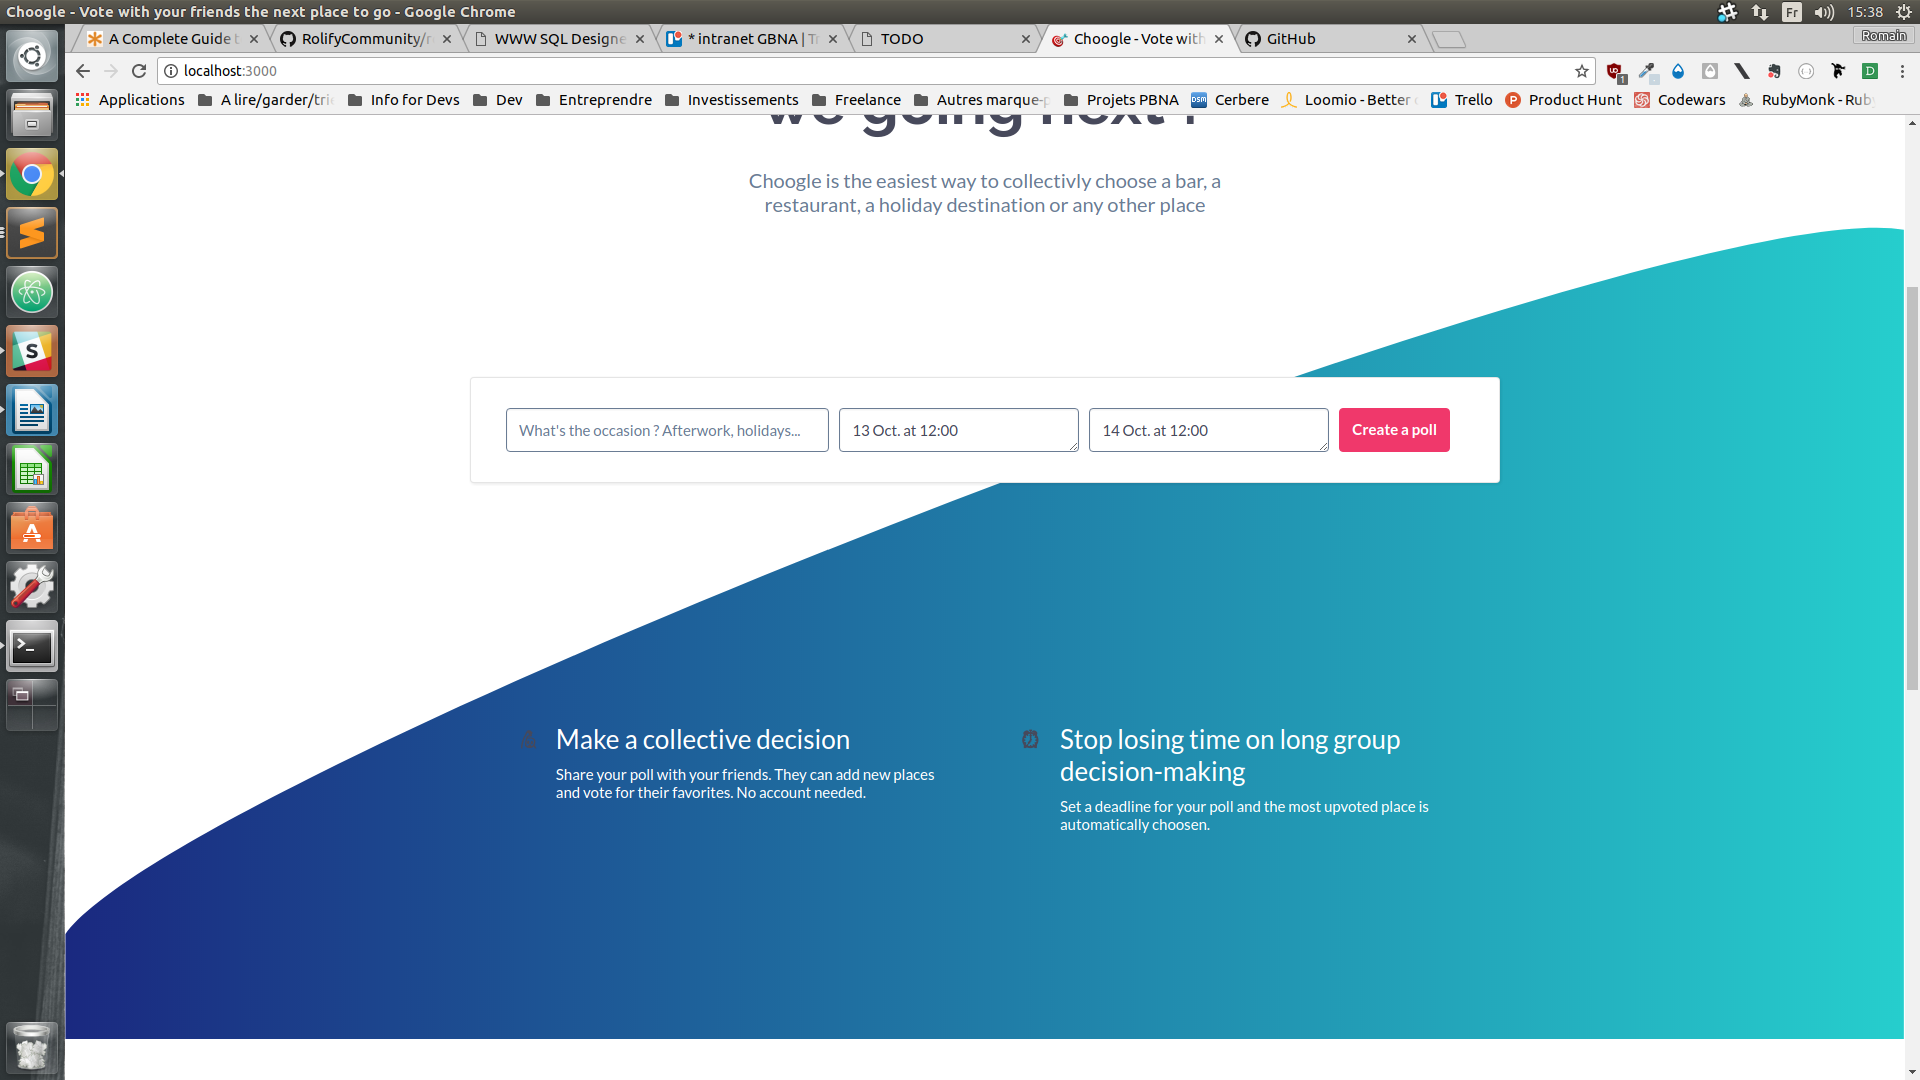 Choogle - Vote with your friends the next place to go - Google Chrome
Fr
15:38
A Complete Guide t
RolifyCommunity/r
WWW SQL Designe
* intranet GBNA | Tr
TODO
Choogle - Vote with
GitHub
Romain
localhost:3000
1
D
Applications
A lire/garder/trie
Info for Devs
Dev
Entreprendre
Investissements
Freelance
Autres marque-p
Projets PBNA
DSM
Cerbere
Loomio - Better
Trello
P
Product Hunt
Codewars
RubyMonk - Rub
we going next ?
Choogle is the easiest way to collectivly choose a bar, a
restaurant, a holiday destination or any other place
What's the occasion ? Afterwork, holidays...
13 Oct. at 12:00
14 Oct. at 12:00
Create a poll
Make a collective decision
Share your poll with your friends. They can add new places
and vote for their favorites. No account needed.
Stop losing time on long group
decision-making
Set a deadline for your poll and the most upvoted place is
automatically choosen.